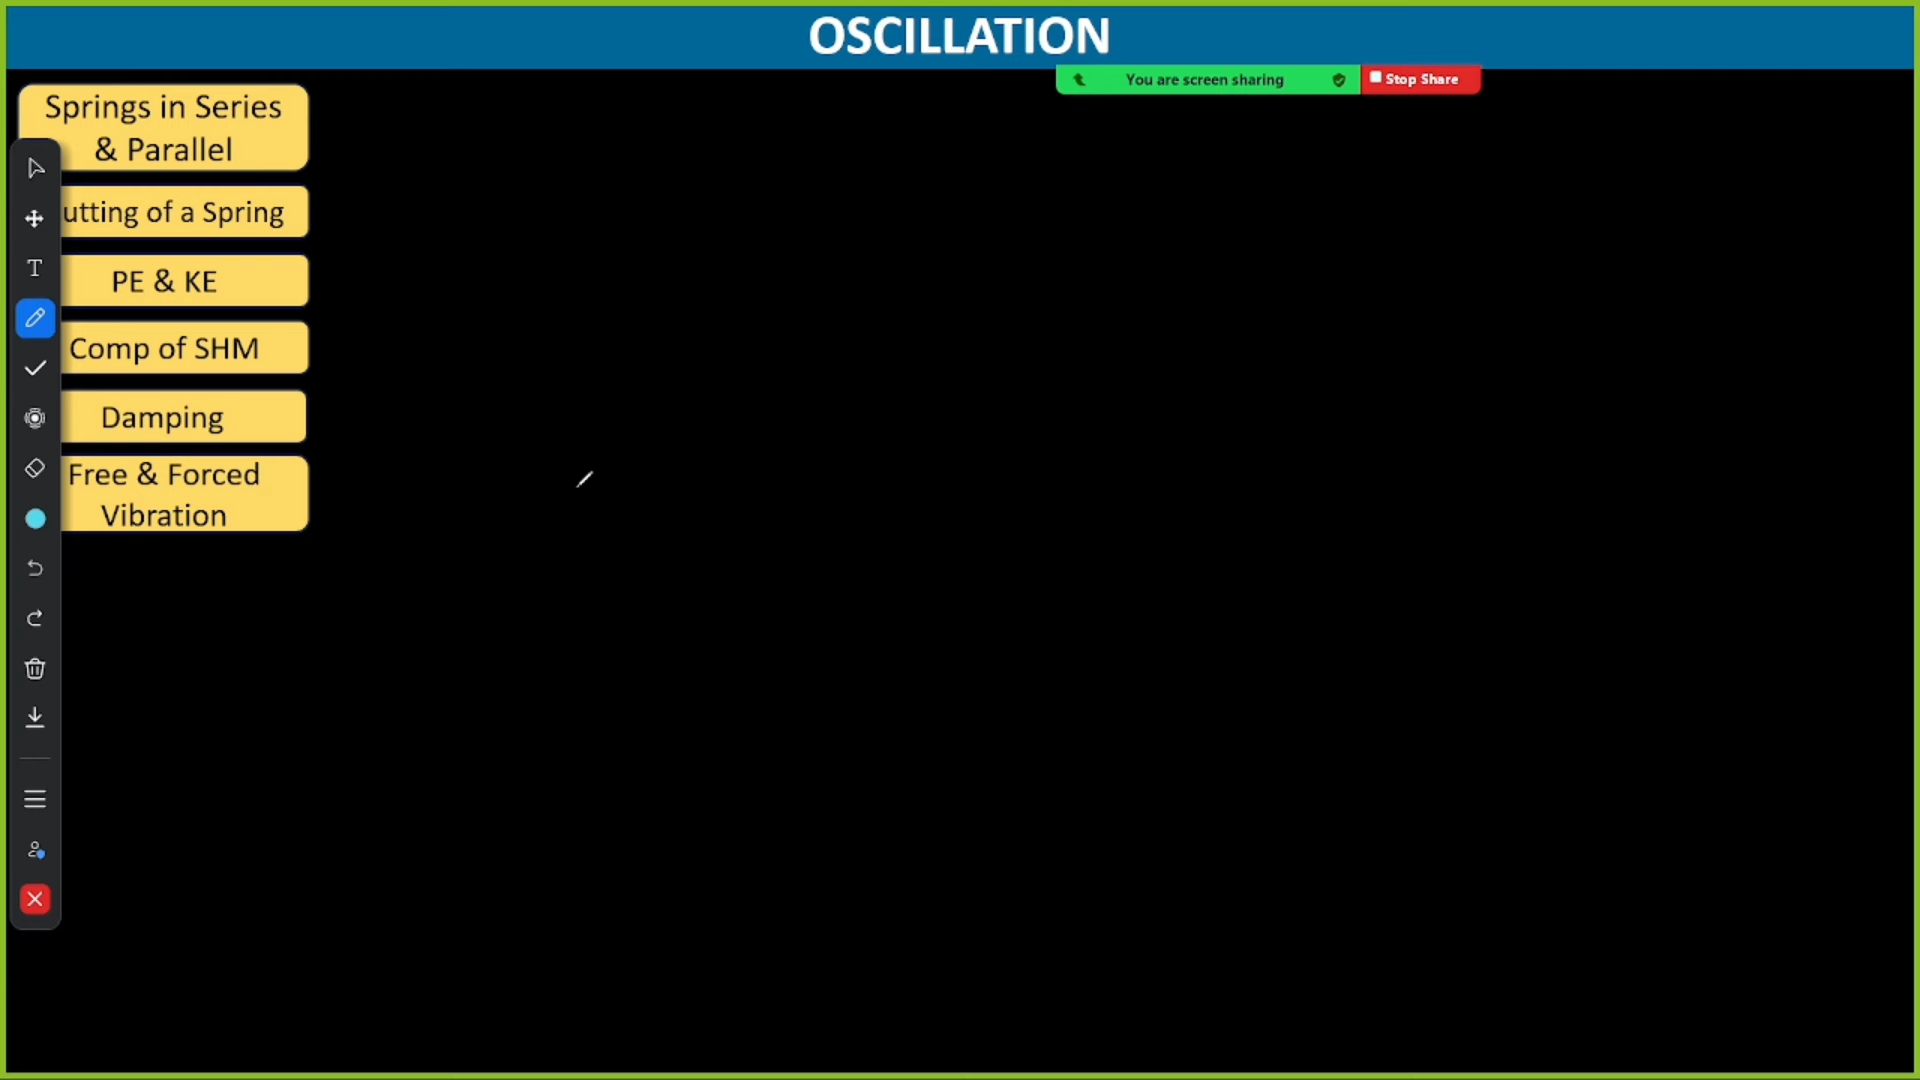 OSCILLATION
You are screen sharing
Stop Share
Springs in Series
& Parallel
utting of a Spring
PE & KE
Comp of SHM
Damping
Free & Forced
Vibration
T